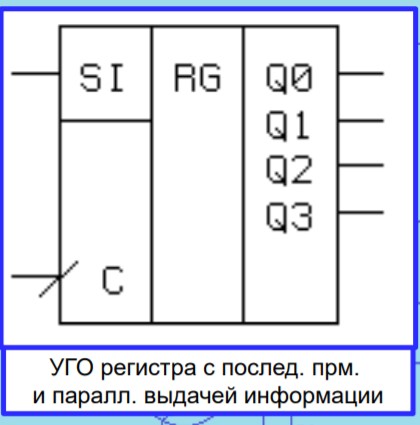 SI RG Q0
Q1
Q2
Q3
C
УГО регистра с послед. прм.
и паралл. выдачей информации